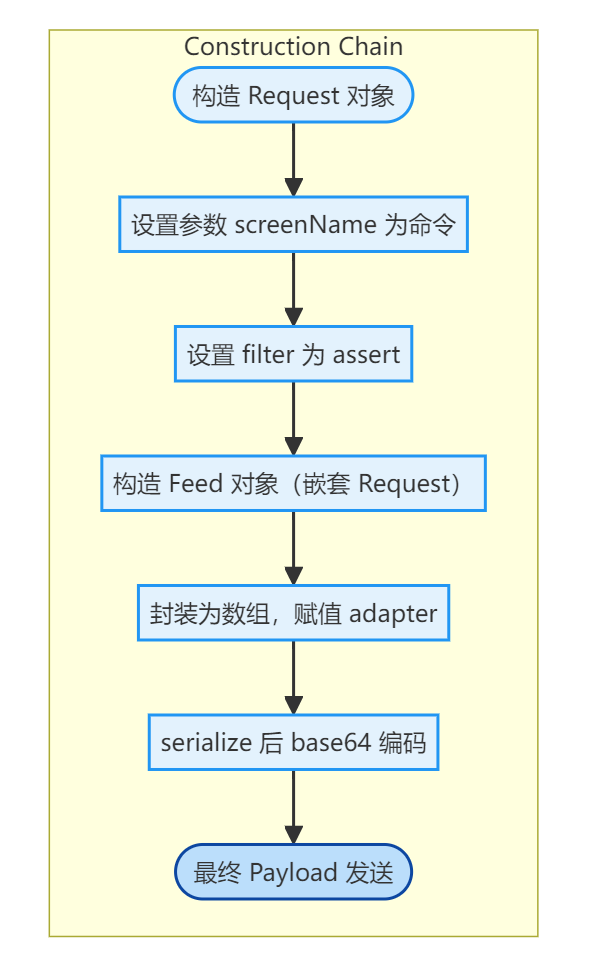 Construction Chain
构造 Request 对象
设置参数 screenName 为命令
设置 filter 为 assert
构造 Feed 对象（嵌套 Request）
封装为数组，赋值 adapter
serialize 后 base64 编码
最终 Payload 发送